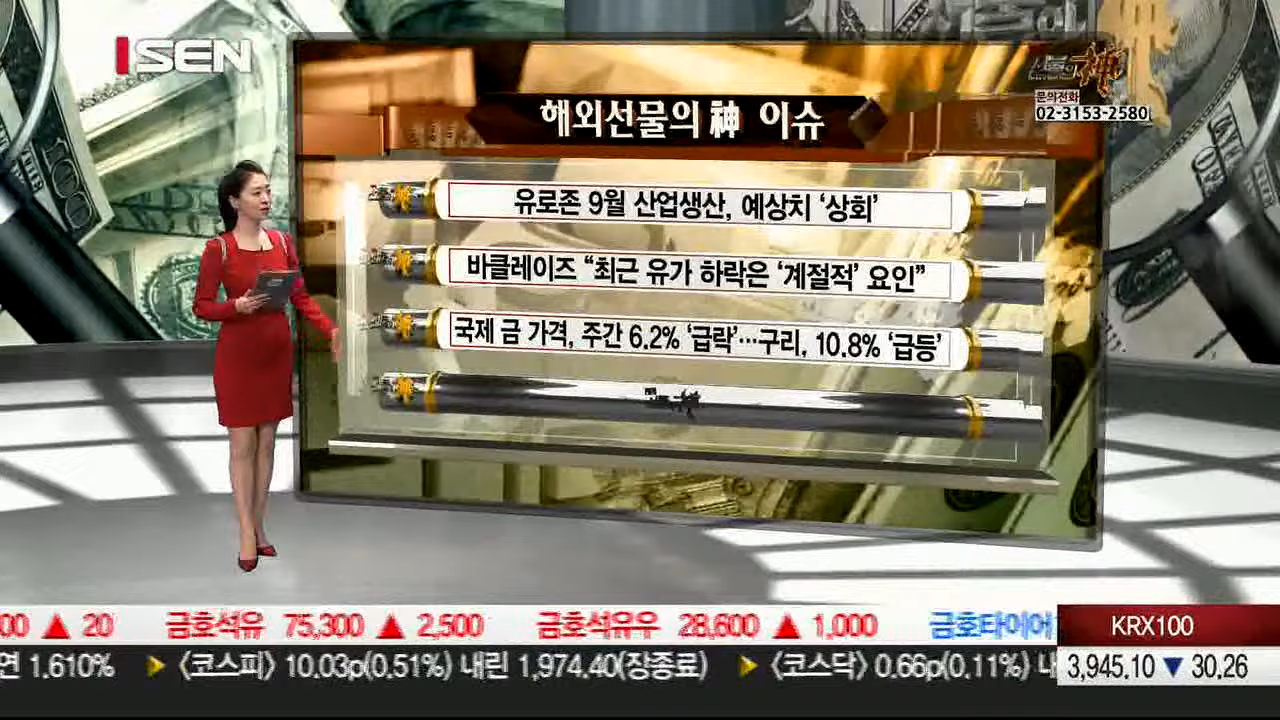 SEN
문의전화
02-3153-2580
해외선물의 神 이슈
유로존 9월 산업생산, 예상치 ‘상회’
바클레이즈 “최근 유가 하락은 ‘계절적’ 요인”
국제 금 가격, 주간 6.2% ‘급락’…구리, 10.8% ‘급등’
00 ▲ 20 금호석유 75,300 ▲ 2,500 금호석유우 28,600 ▲ 1,000 금호타이어
KRX100
연 1.610% 〈코스피〉 10.03p(0.51%) 내린 1,974.40(장종료) 〈코스닥〉 0.66p(0.11%) 내
3,945.10 ▼ 30.26